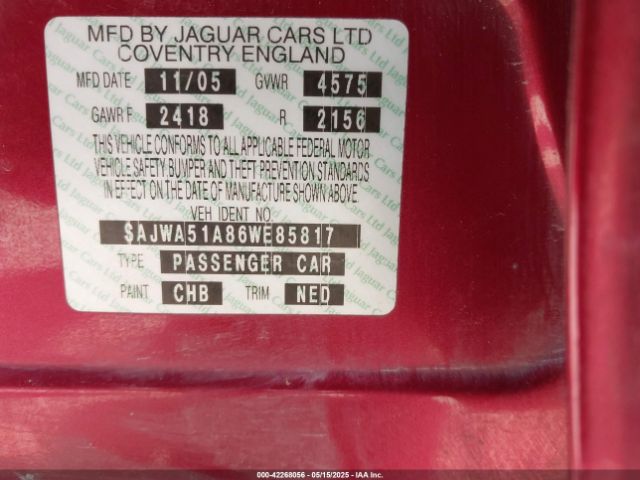 MFD BY JAGUAR CARS LTD
COVENTRY ENGLAND
MFD DATE 11/05 GVWR 4575
GAWR F 2418 R 2156
THIS VEHICLE CONFORMS TO ALL APPLICABLE FEDERAL MOTOR
VEHICLE SAFETY, BUMPER AND THEFT PREVENTION STANDARDS
IN EFFECT ON THE DATE OF MANUFACTURE SHOWN ABOVE.
VEH IDENT NO.
SAJWA51A86WE85817
TYPE PASSENGER CAR
PAINT CHB TRIM NED
000-42268056 - 05/15/2025 - IAA Inc.